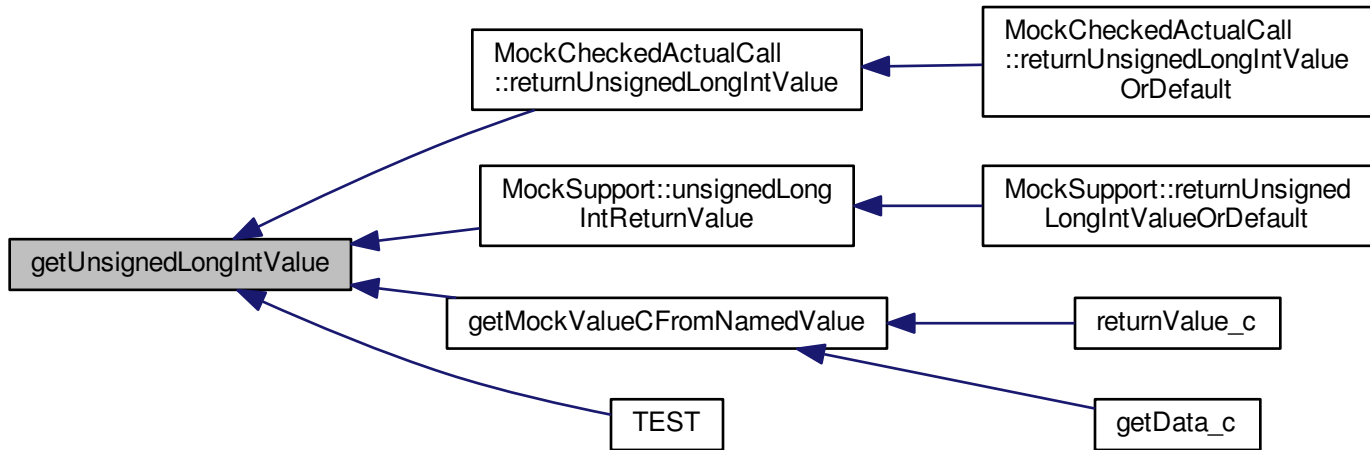 MockCheckedActualCall
::returnUnsignedLongIntValue
MockCheckedActualCall
::returnUnsignedLongIntValue
OrDefault
MockSupport::unsignedLong
IntReturnValue
MockSupport::returnUnsigned
LongIntValueOrDefault
getUnsignedLongIntValue
getMockValueCFromNamedValue
returnValue_c
TEST
getData_c